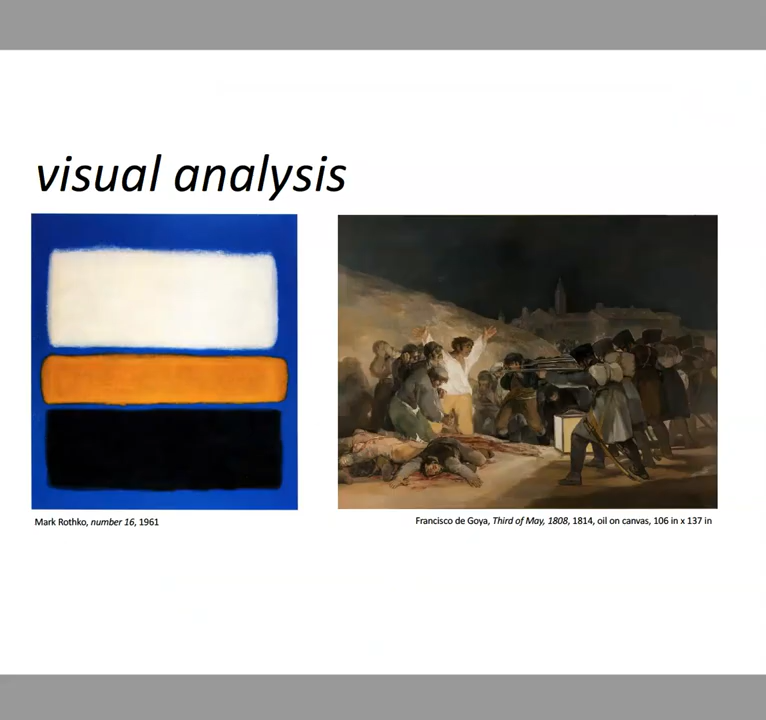 visual analysis
Mark Rothko, number 16, 1961
Francisco de Goya, Third of May, 1808, 1814, oil on canvas, 106 in x 137 in